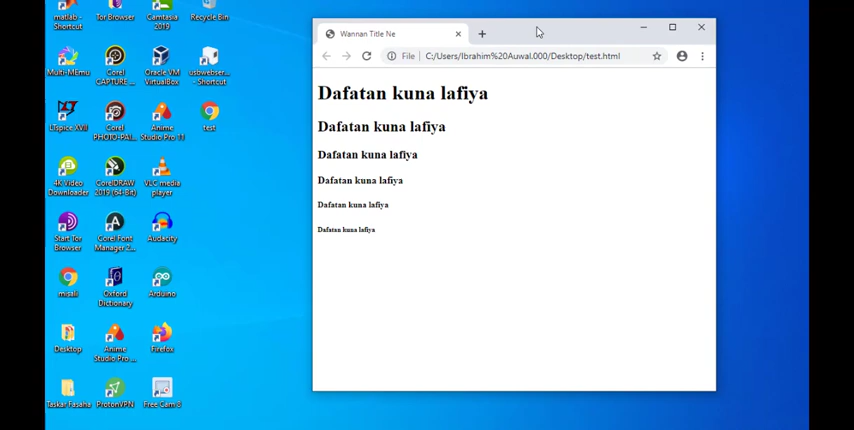 matlab -
Shortcut
Tor Browser
Camtasia
2019
Recycle Bin
Multi-MEmu
Corel
CAPTURE ...
Oracle VM
VirtualBox
usbwebser...
- Shortcut
LTspice XVII
Corel
PHOTO-PAI...
Anime
Studio Pro 11
test
4K Video
Downloader
CorelDRAW
2019 (64-Bit)
VLC media
player
Start Tor
Browser
Corel Font
Manager 2...
Audacity
misali
Oxford
Dictionary
Arduino
Desktop
Anime
Studio Pro ...
Firefox
Taskar Fasaha
ProtonVPN
Free Cam 8
Wannan Title Ne
File
C:/Users/Ibrahim%20Auwal.000/Desktop/test.html
Dafatan kuna lafiya
Dafatan kuna lafiya
Dafatan kuna lafiya
Dafatan kuna lafiya
Dafatan kuna lafiya
Dafatan kuna lafiya